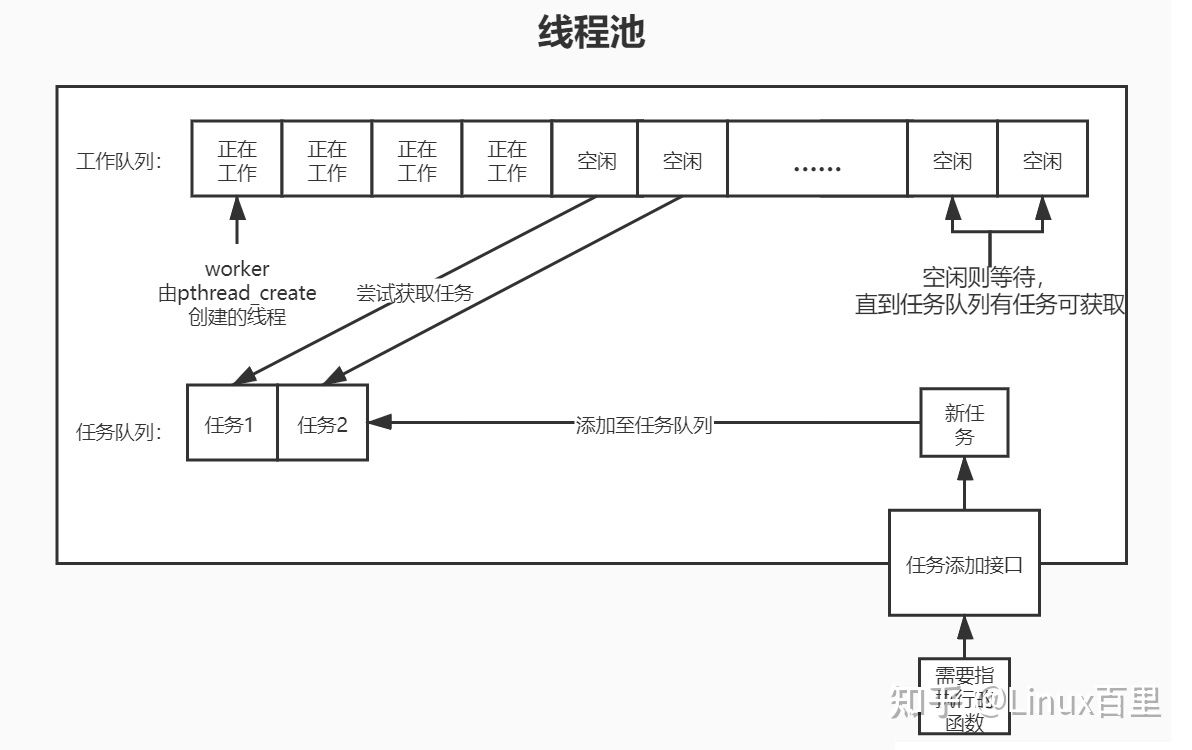 线程池
工作队列：
正在
工作
正在
工作
正在
工作
正在
工作
空闲
空闲
......
空闲
空闲
worker
由pthread_create
创建的线程
尝试获取任务
空闲则等待，
直到任务队列有任务可获取
任务队列：
任务1
任务2
添加至任务队列
新任
务
任务添加接口
需要指
执行的
函数
知乎 @Linux百里